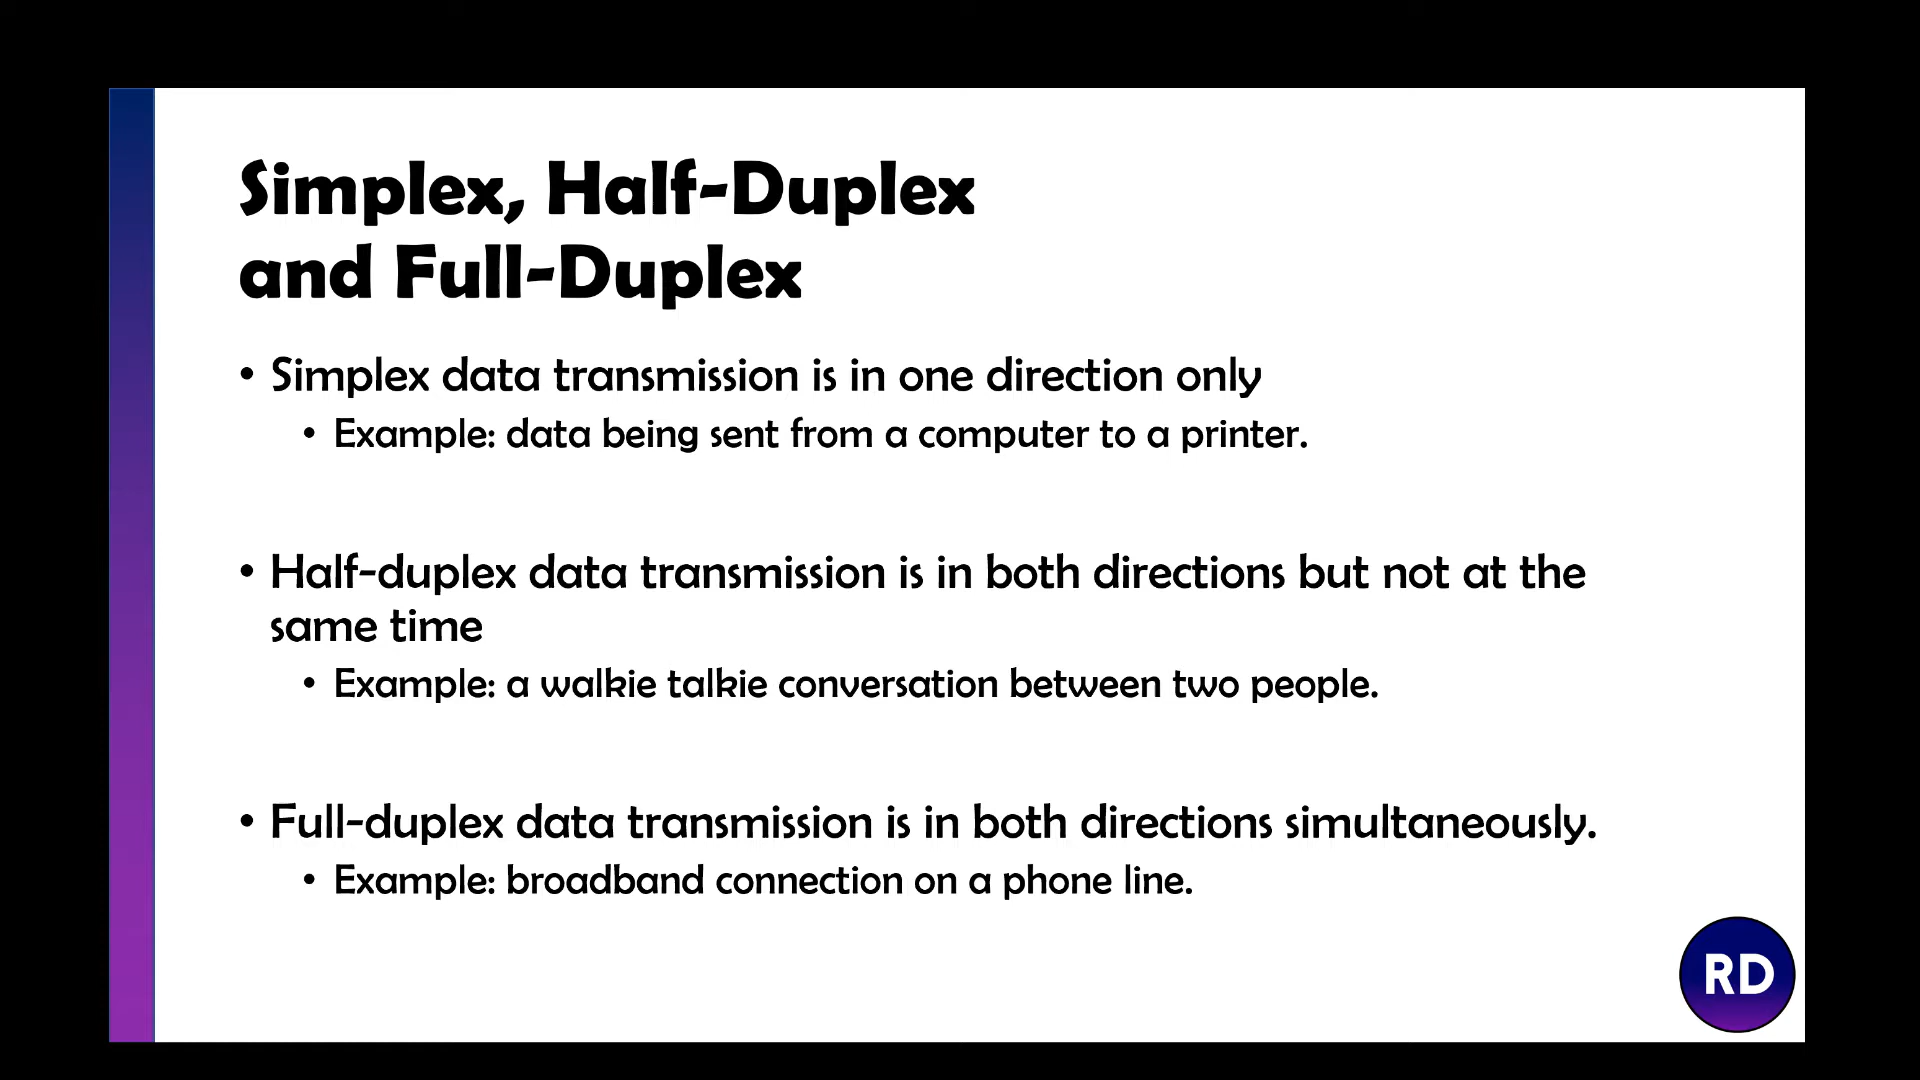 Simplex, Half-Duplex
and Full-Duplex
• Simplex data transmission is in one direction only
• Example: data being sent from a computer to a printer.
• Half-duplex data transmission is in both directions but not at the
same time
• Example: a walkie talkie conversation between two people.
• Full-duplex data transmission is in both directions simultaneously.
• Example: broadband connection on a phone line.
RD